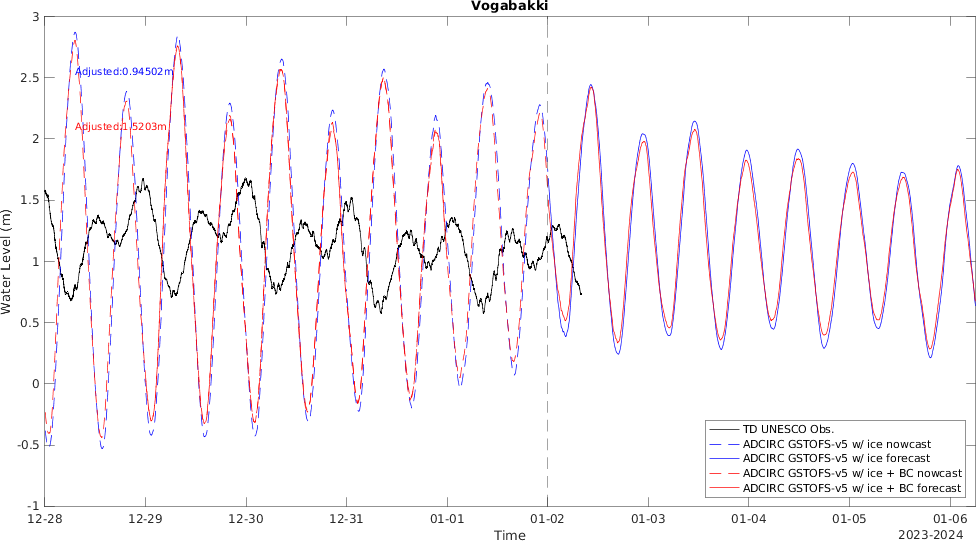 Vogabakki
3
2.5
2
1.5
1
0.5
0
-0.5
-1
Water Level (m)
Adjusted:0.94502m
Adjusted:1.5203m
TD UNESCO Obs.
ADCIRC GSTOFS-v5 w/ ice nowcast
ADCIRC GSTOFS-v5 w/ ice forecast
ADCIRC GSTOFS-v5 w/ ice + BC nowcast
ADCIRC GSTOFS-v5 w/ ice + BC forecast
12-28 12-29 12-30 12-31 01-01 01-02 01-03 01-04 01-05 01-06
Time
2023-2024